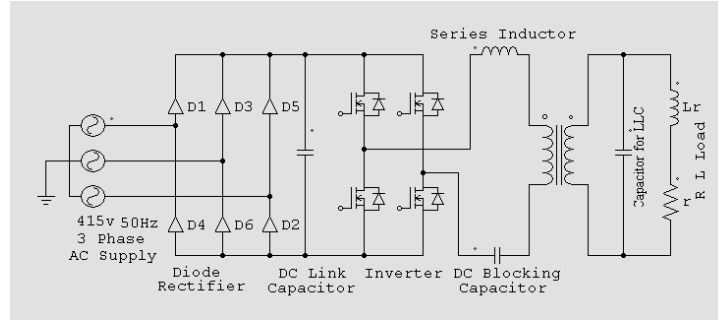 Series Inductor
D1
D3
D5
Lr
Capacitor for LLC
R L Load
r
415v 50Hz
3 Phase
AC Supply
D4
D6
D2
Diode
Rectifier
DC Link
Capacitor
Inverter
DC Blocking
Capacitor